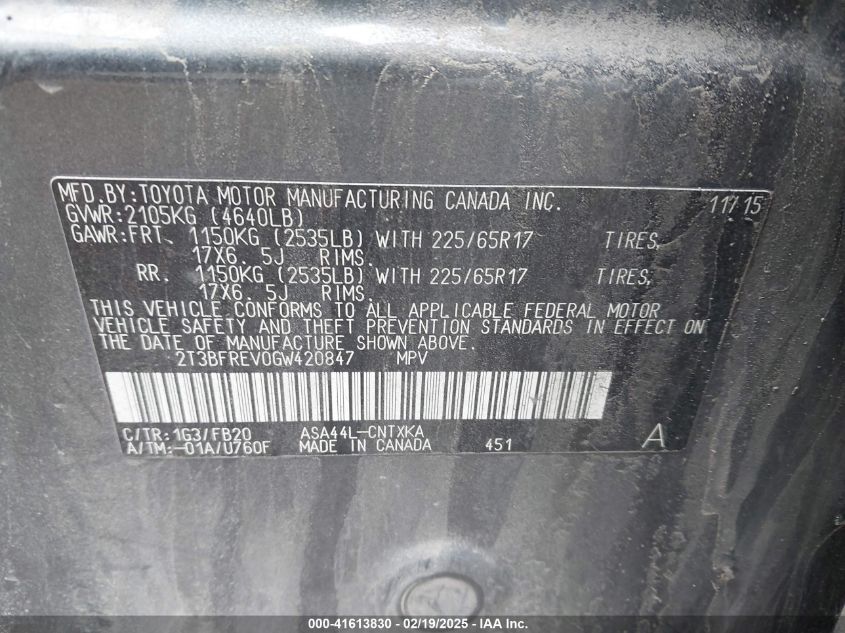 MFD.BY:TOYOTA MOTOR MANUFACTURING CANADA INC. 11/15
GVWR:2105KG (4640LB)
GAWR:FRT. 1150KG (2535LB) WITH 225/65R17 TIRES,
17X6.5J RIMS.
RR. 1150KG (2535LB) WITH 225/65R17 TIRES,
17X6.5J RIMS.
THIS VEHICLE CONFORMS TO ALL APPLICABLE FEDERAL MOTOR
VEHICLE SAFETY AND THEFT PREVENTION STANDARDS IN EFFECT ON
THE DATE OF MANUFACTURE SHOWN ABOVE.
2T3BFREV0GW420847 MPV
C/TR:1G3/FB20 ASA44L-CNTXKA A
A/TM:-01A/U760F MADE IN CANADA 451
000-41613830 - 02/19/2025 - IAA Inc.